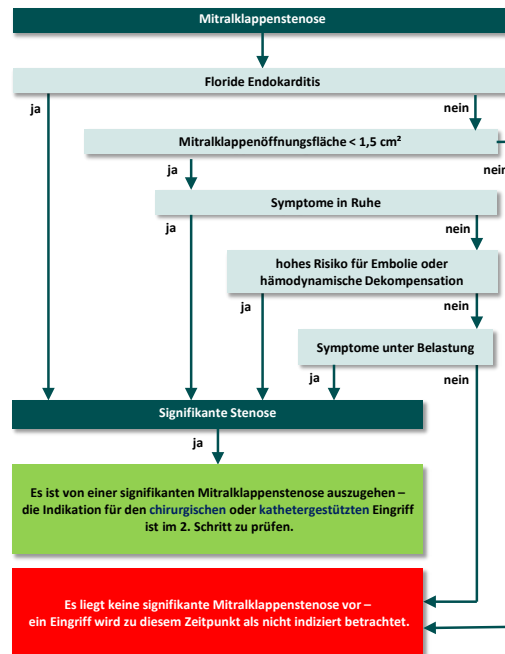 Mitralklappenstenose
Floride Endokarditis
ja
nein
Mitralklappenöffnungsfläche < 1,5 cm²
ja
nein
Symptome in Ruhe
ja
nein
hohes Risiko für Embolie oder
hämodynamische Dekompensation
ja
nein
Symptome unter Belastung
ja
nein
Signifikante Stenose
ja
Es ist von einer signifikanten Mitralklappenstenose auszugehen –
die Indikation für den chirurgischen oder kathetergestützten Eingriff
ist im 2. Schritt zu prüfen.
Es liegt keine signifikante Mitralklappenstenose vor –
ein Eingriff wird zu diesem Zeitpunkt als nicht indiziert betrachtet.